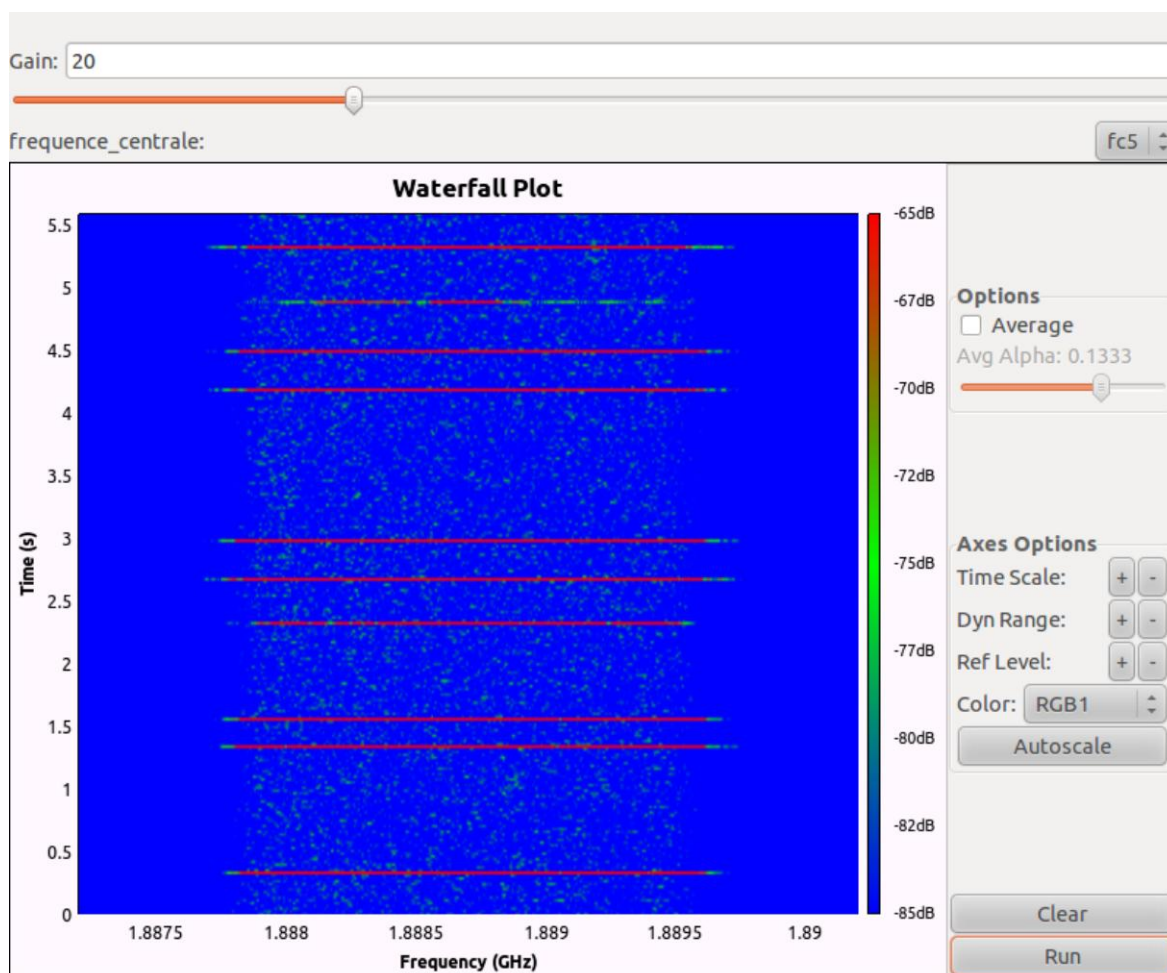 Gain: 20
frequence_centrale: fc5
Waterfall Plot
5.5
5
4.5
4
3.5
3
2.5
2
1.5
1
0.5
0
Time (s)
1.8875 1.888 1.8885 1.889 1.8895 1.89
Frequency (GHz)
-65dB
-67dB
-70dB
-72dB
-75dB
-77dB
-80dB
-82dB
-85dB
Options
Average
Avg Alpha: 0.1333
Axes Options
Time Scale: + -
Dyn Range: + -
Ref Level: + -
Color: RGB1
Autoscale
Clear
Run